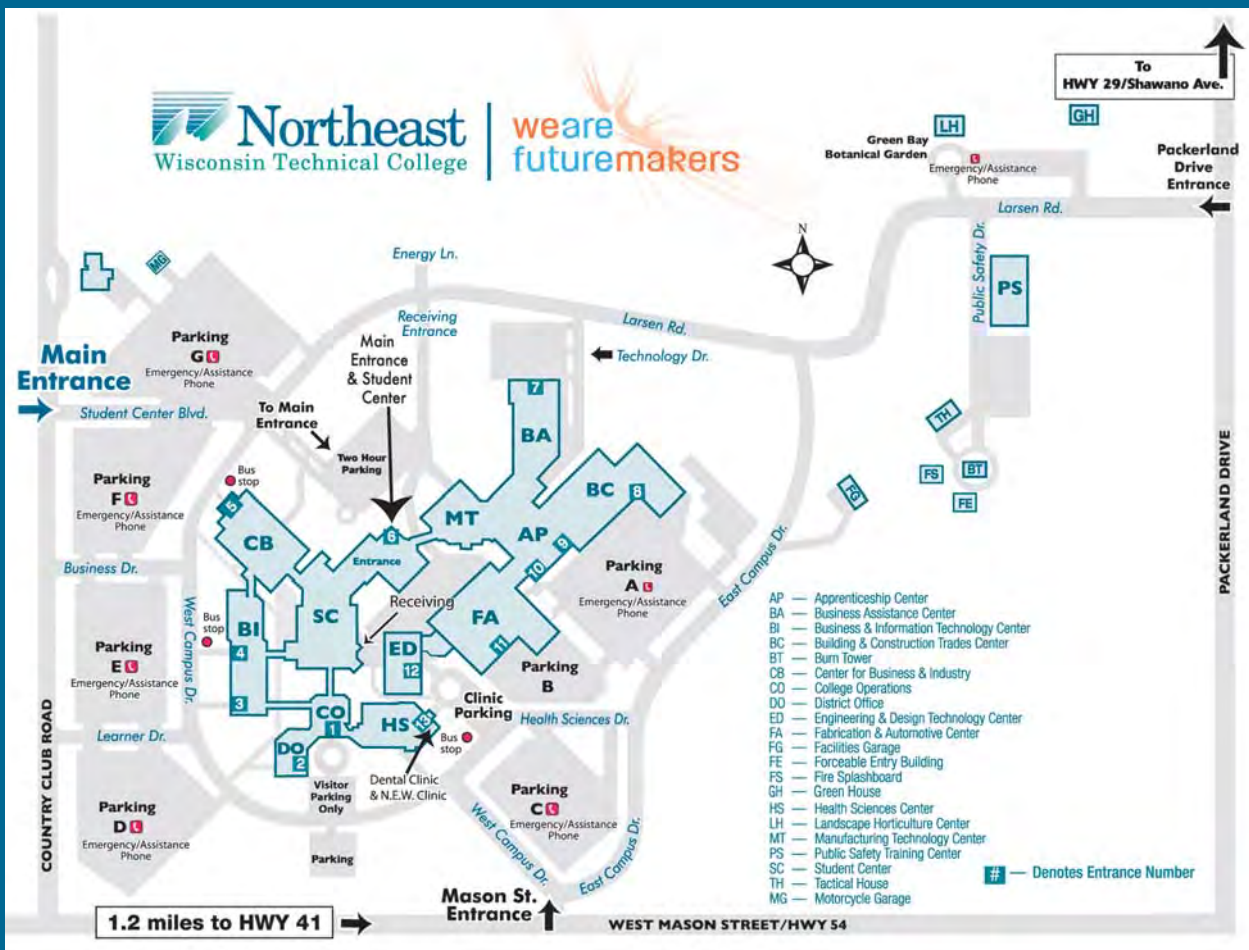 Northeast
Wisconsin Technical College
weare
futuremakers
To
HWY 29/Shawano Ave.
GH
LH
Green Bay
Botanical Garden
Emergency/Assistance
Phone
Packerland
Drive
Entrance
Larsen Rd.
Public Safety Dr.
PS
N
MG
Energy Ln.
Receiving
Entrance
Larsen Rd.
Technology Dr.
Parking
G
Emergency/Assistance
Phone
Main
Entrance
Student Center Blvd.
Main
Entrance
& Student
Center
To Main
Entrance
Two Hour
Parking
7
BA
TH
FS
BT
FE
FG
PACKERLAND DRIVE
Parking
F
Emergency/Assistance
Phone
Bus
stop
5
CB
MT
BC
8
AP
9
10
6
Entrance
Business Dr.
Parking
A
Emergency/Assistance
Phone
East Campus Dr.
West Campus Dr.
Bus
stop
BI
4
3
SC
Receiving
FA
11
ED
12
Parking
B
Parking
E
Emergency/Assistance
Phone
Learner Dr.
CO
1
DO
2
HS
13
Clinic
Parking
Bus
stop
Health Sciences Dr.
Dental Clinic
& N.E.W. Clinic
Visitor
Parking
Only
Parking
Parking
D
Emergency/Assistance
Phone
Parking
C
Emergency/Assistance
Phone
West Campus Dr.
East Campus Dr.
COUNTRY CLUB ROAD
AP — Apprenticeship Center
BA — Business Assistance Center
BI — Business & Information Technology Center
BC — Building & Construction Trades Center
BT — Burn Tower
CB — Center for Business & Industry
CO — College Operations
DO — District Office
ED — Engineering & Design Technology Center
FA — Fabrication & Automotive Center
FG — Facilities Garage
FE — Forceable Entry Building
FS — Fire Splashboard
GH — Green House
HS — Health Sciences Center
LH — Landscape Horticulture Center
MT — Manufacturing Technology Center
PS — Public Safety Training Center
SC — Student Center
TH — Tactical House
MG — Motorcycle Garage
# — Denotes Entrance Number
Mason St.
Entrance
1.2 miles to HWY 41
WEST MASON STREET/HWY 54